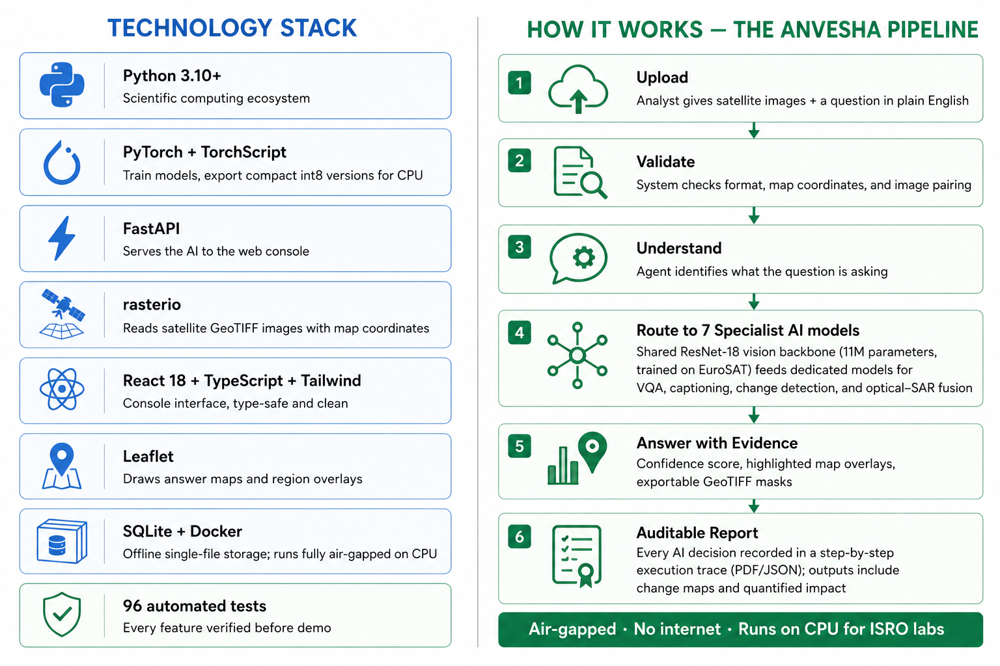 TECHNOLOGY STACK
Python 3.10+
Scientific computing ecosystem
PyTorch + TorchScript
Train models, export compact int8 versions for CPU
FastAPI
Serves the AI to the web console
rasterio
Reads satellite GeoTIFF images with map coordinates
React 18 + TypeScript + Tailwind
Console interface, type-safe and clean
Leaflet
Draws answer maps and region overlays
SQLite + Docker
Offline single-file storage; runs fully air-gapped on CPU
96 automated tests
Every feature verified before demo
HOW IT WORKS – THE ANVESHA PIPELINE
1
Upload
Analyst gives satellite images + a question in plain English
2
Validate
System checks format, map coordinates, and image pairing
3
Understand
Agent identifies what the question is asking
4
Route to 7 Specialist AI models
Shared ResNet-18 vision backbone (11M parameters,
trained on EuroSAT) feeds dedicated models for
VQA, captioning, change detection, and optical–SAR fusion
5
Answer with Evidence
Confidence score, highlighted map overlays,
exportable GeoTIFF masks
6
Auditable Report
Every AI decision recorded in a step-by-step
execution trace (PDF/JSON); outputs include
change maps and quantified impact
Air-gapped · No internet · Runs on CPU for ISRO labs